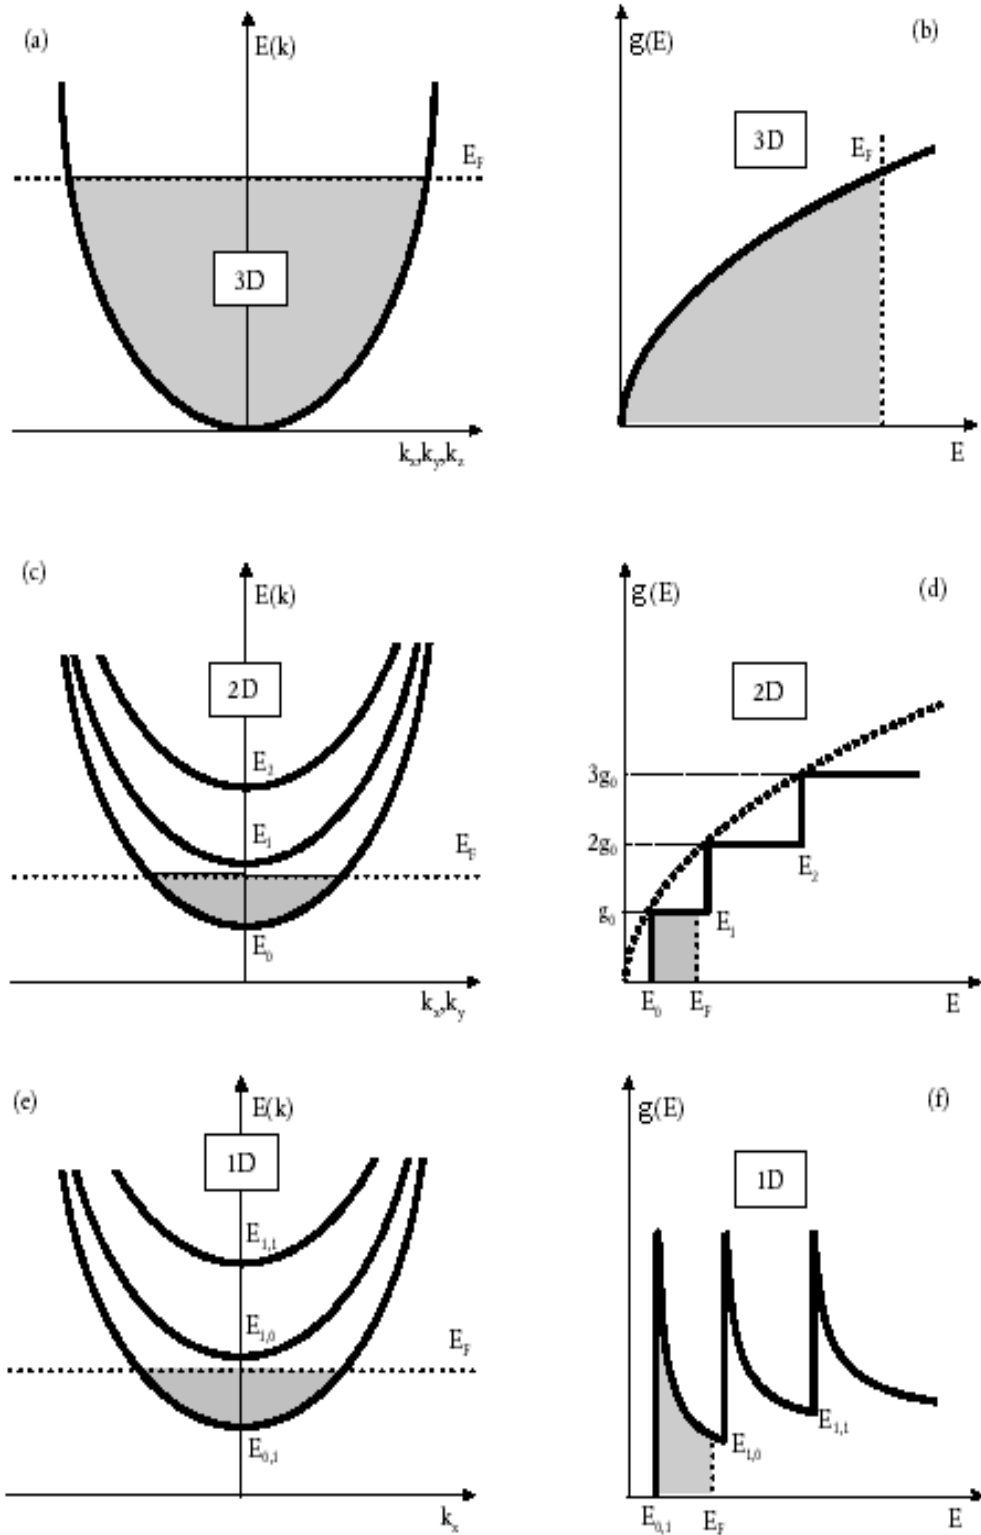 (a)
E(k)
E_F
3D
k_x,k_y,k_z
g(E)
(b)
3D
E_F
E
(c)
E(k)
2D
E_2
E_1
E_F
E_0
k_x,k_y
g(E)
(d)
2D
3g_0
2g_0
E_2
g_0
E_1
E_0
E_F
E
(e)
E(k)
1D
E_1,1
E_1,0
E_F
E_0,1
k_x
g(E)
(f)
1D
E_1,1
E_1,0
E_0,1
E_F
E